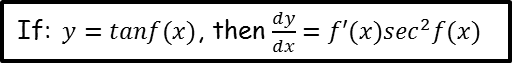 If: y = tanf(x), then dy/dx = f′(x)sec²f(x)